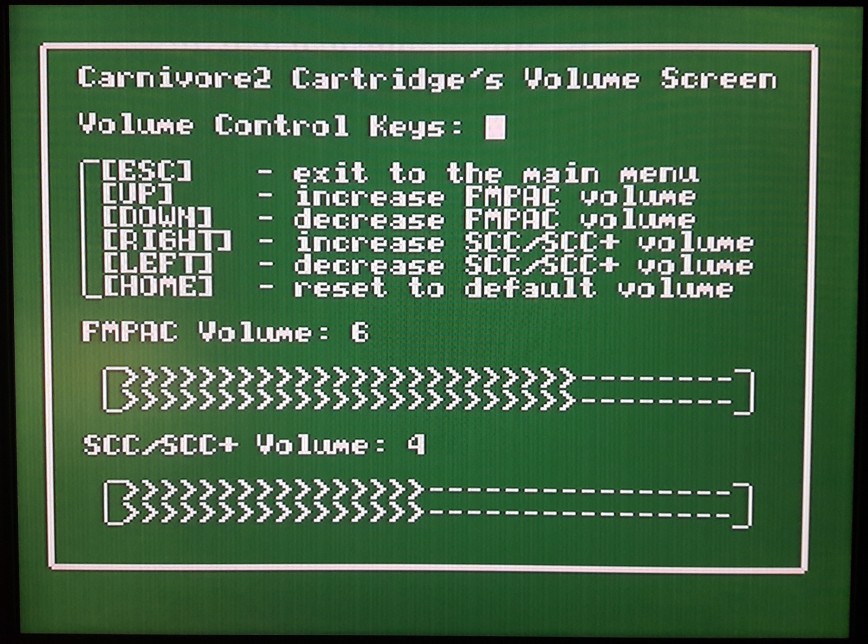 Carnivore2 Cartridge's Volume Screen
Volume Control Keys:
[ESC] - exit to the main menu
[UP] - increase FMPAC volume
[DOWN] - decrease FMPAC volume
[RIGHT] - increase SCC/SCC+ volume
[LEFT] - decrease SCC/SCC+ volume
[HOME] - reset to default volume
FMPAC Volume: 6
[>>>>>>>>>>>>>>>>>>>>>>>>--------]
SCC/SCC+ Volume: 4
[>>>>>>>>>>>>>>>>----------------]